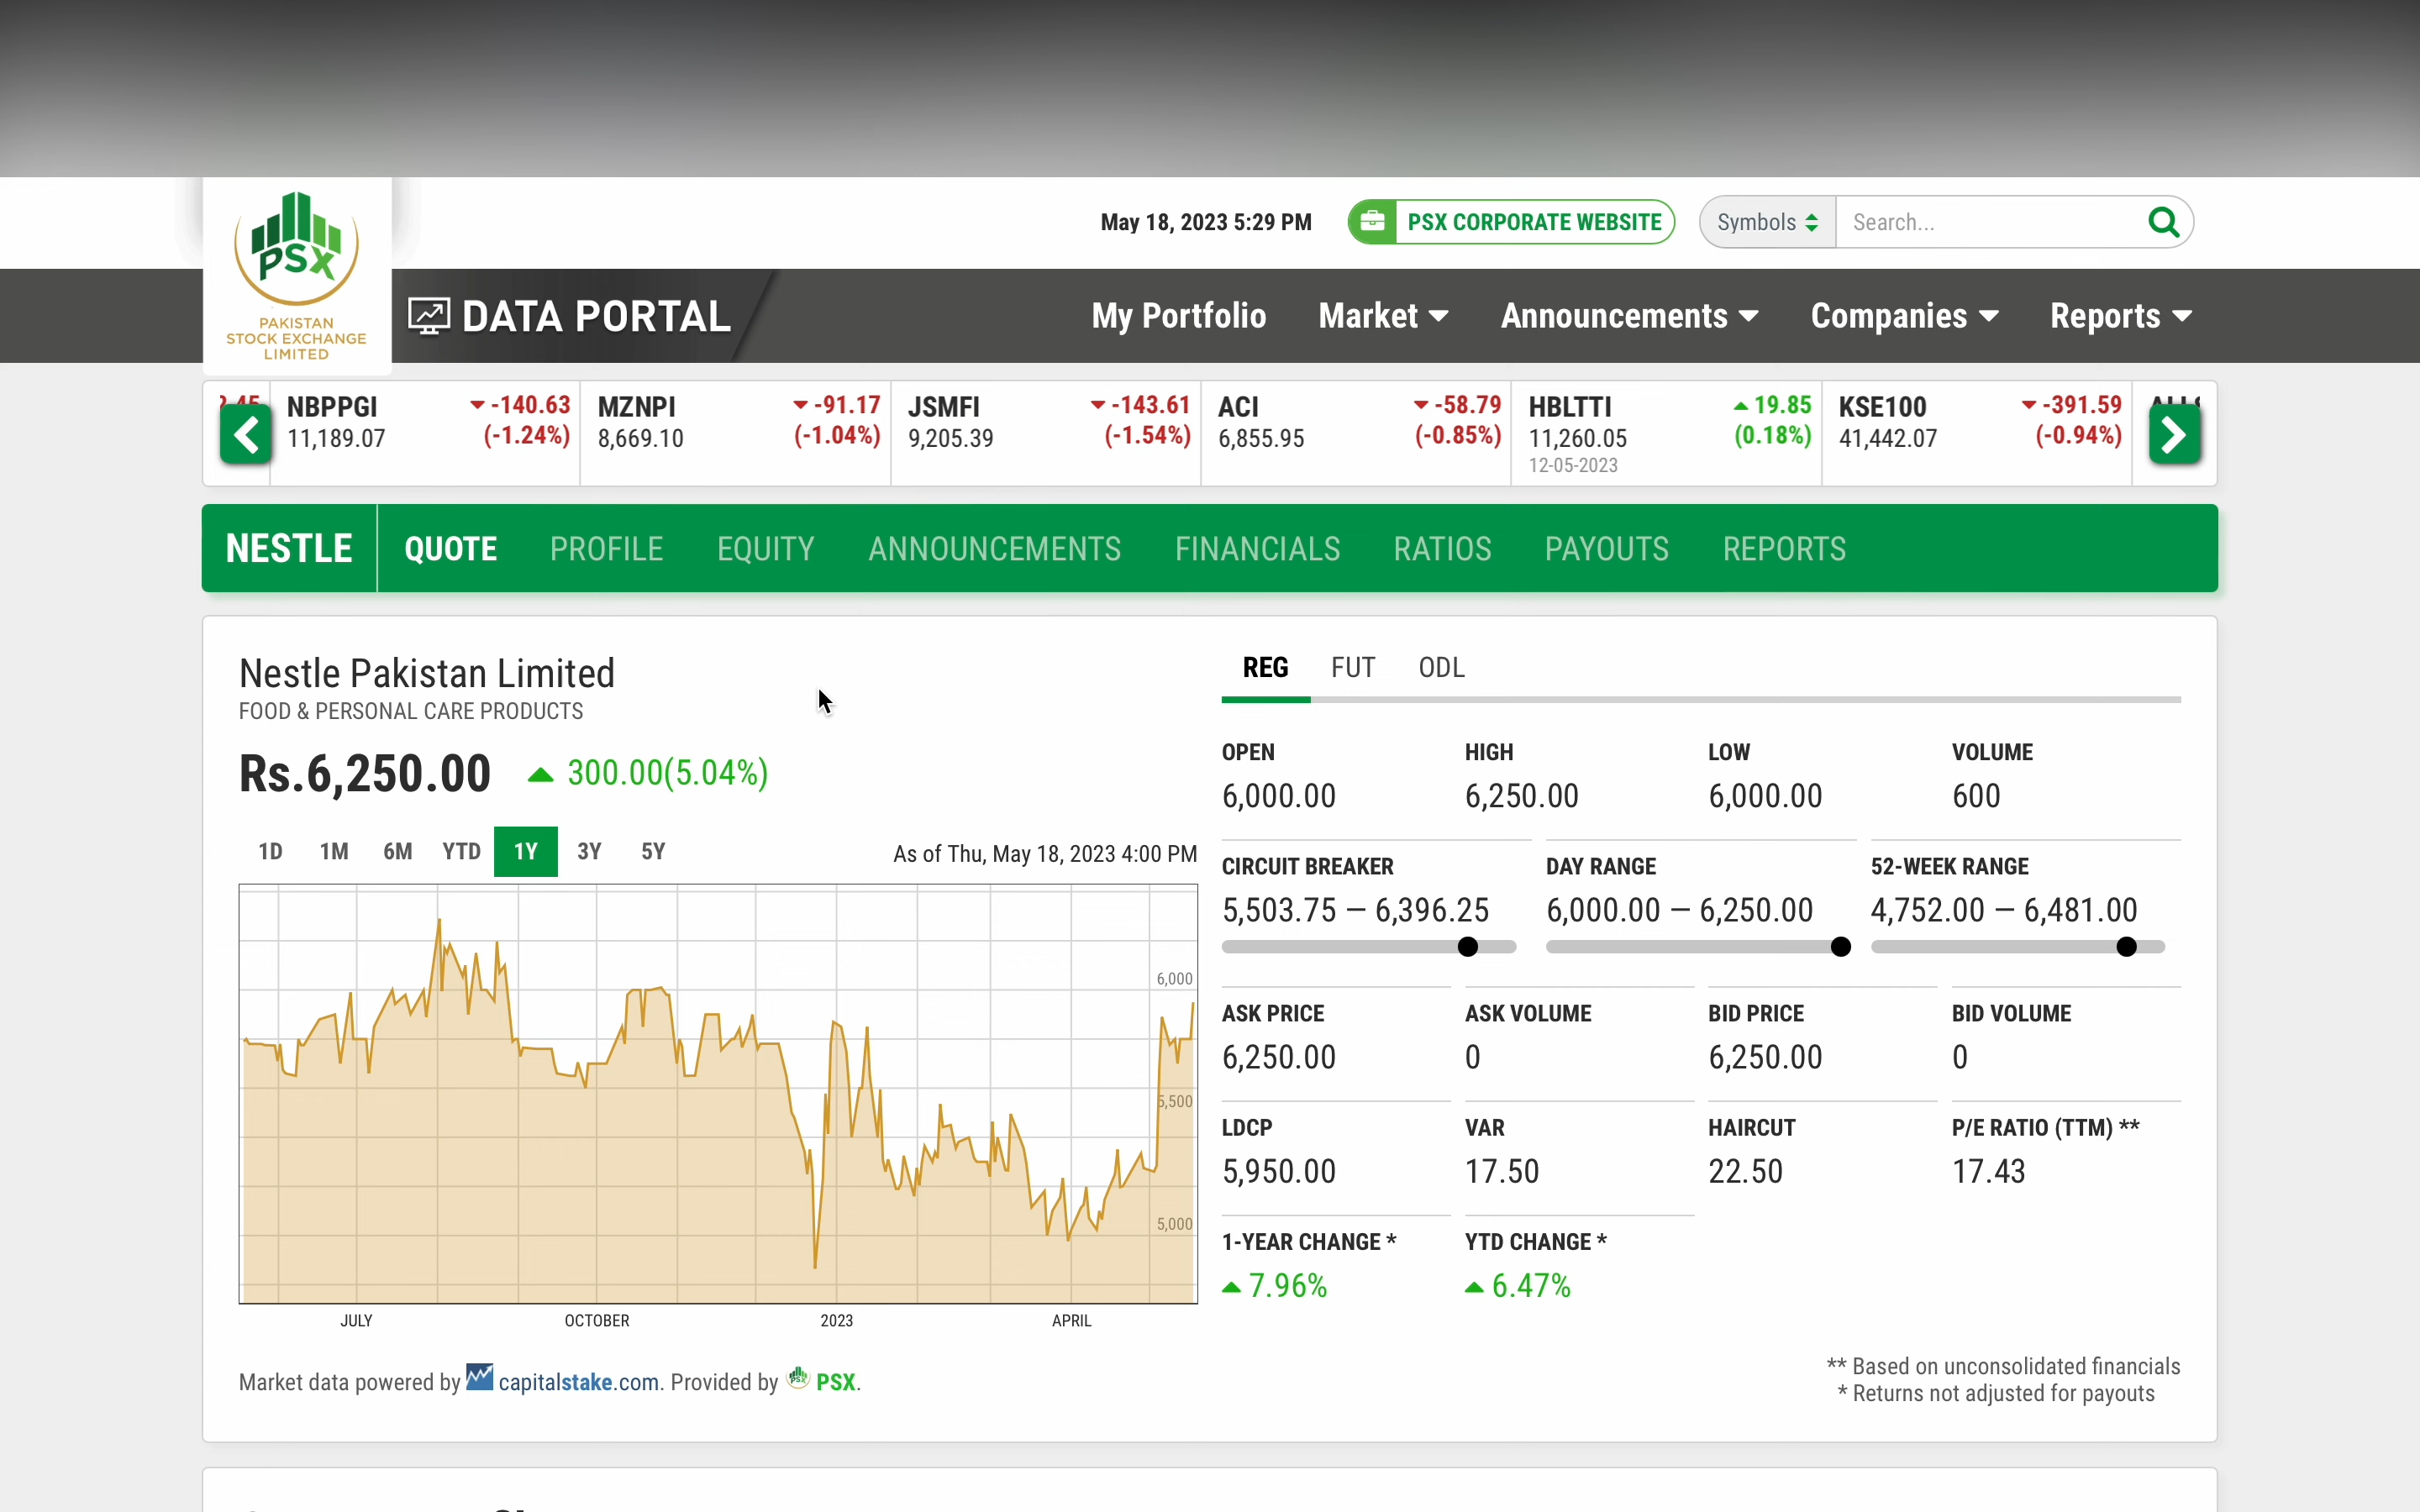 May 18, 2023 5:29 PM
PSX CORPORATE WEBSITE
Symbols
Search...
PSX
PAKISTAN
STOCK EXCHANGE
LIMITED
DATA PORTAL
My Portfolio Market Announcements Companies Reports
NBPPGI -140.63
11,189.07 (-1.24%)
MZNPI -91.17
8,669.10 (-1.04%)
JSMFI -143.61
9,205.39 (-1.54%)
ACI -58.79
6,855.95 (-0.85%)
HBLTTI 19.85
11,260.05 (0.18%)
12-05-2023
KSE100 -391.59
41,442.07 (-0.94%)
NESTLE QUOTE PROFILE EQUITY ANNOUNCEMENTS FINANCIALS RATIOS PAYOUTS REPORTS
Nestle Pakistan Limited
FOOD & PERSONAL CARE PRODUCTS
Rs.6,250.00 300.00(5.04%)
1D 1M 6M YTD 1Y 3Y 5Y
As of Thu, May 18, 2023 4:00 PM
6,000
5,500
5,000
JULY OCTOBER 2023 APRIL
Market data powered by capitalstake.com. Provided by PSX.
REG FUT ODL
OPEN HIGH LOW VOLUME
6,000.00 6,250.00 6,000.00 600
CIRCUIT BREAKER DAY RANGE 52-WEEK RANGE
5,503.75 — 6,396.25 6,000.00 — 6,250.00 4,752.00 — 6,481.00
ASK PRICE ASK VOLUME BID PRICE BID VOLUME
6,250.00 0 6,250.00 0
LDCP VAR HAIRCUT P/E RATIO (TTM) **
5,950.00 17.50 22.50 17.43
1-YEAR CHANGE * YTD CHANGE *
7.96% 6.47%
** Based on unconsolidated financials
* Returns not adjusted for payouts